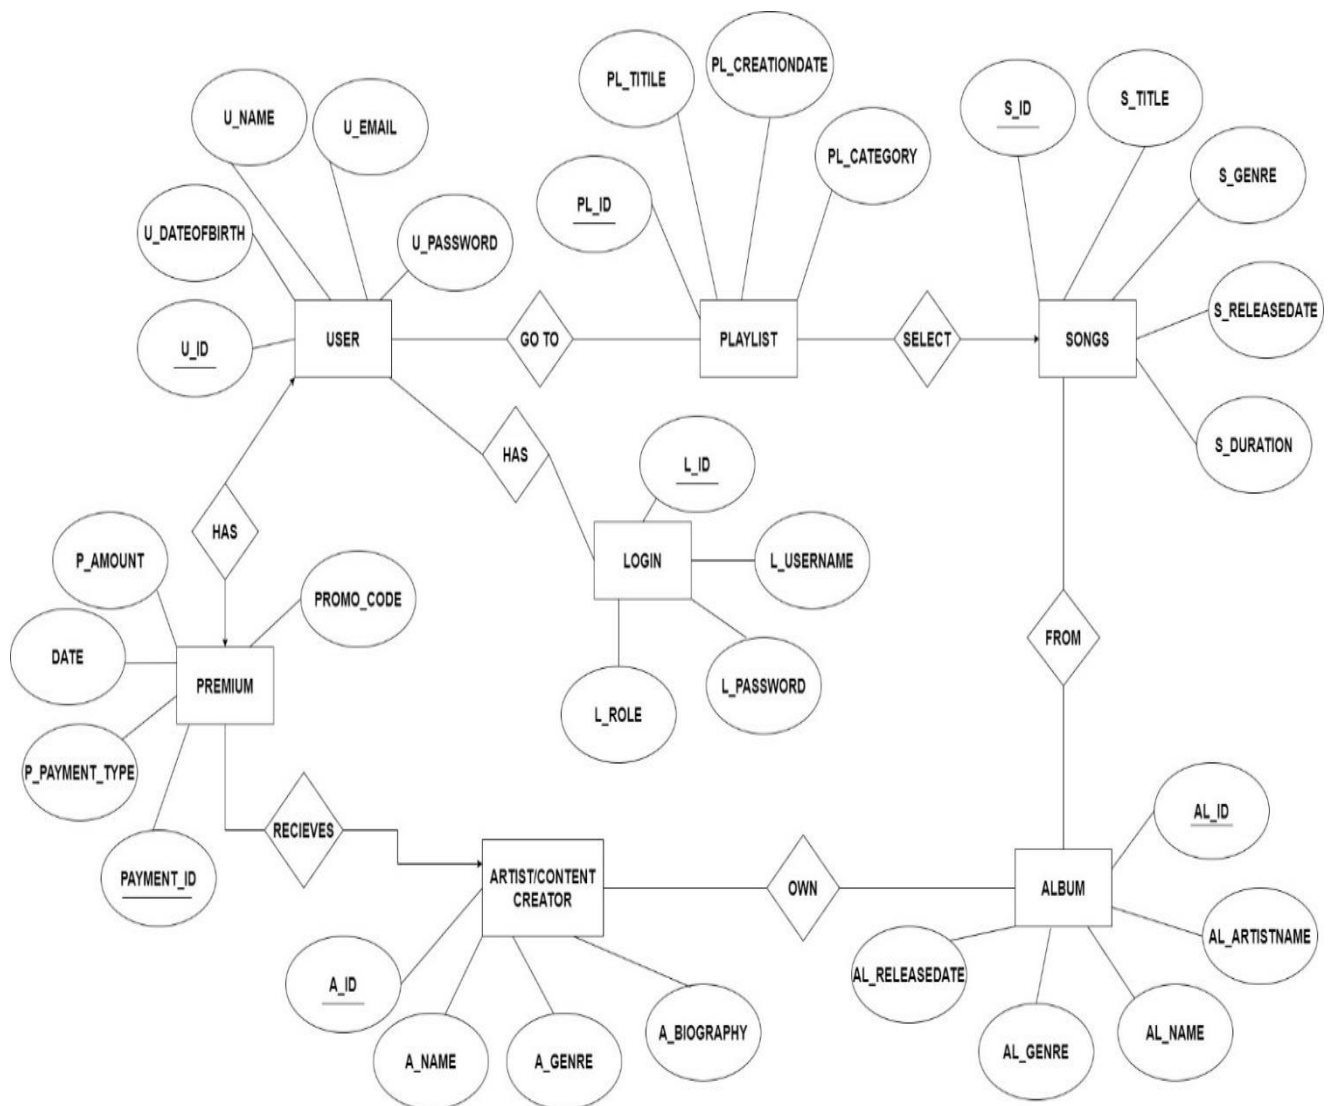 PL_CREATIONDATE
PL_TITILE
S_TITLE
S_ID
U_NAME
U_EMAIL
PL_CATEGORY
S_GENRE
PL_ID
U_DATEOFBIRTH
U_PASSWORD
S_RELEASEDATE
U_ID
USER
GO TO
PLAYLIST
SELECT
SONGS
S_DURATION
HAS
L_ID
HAS
P_AMOUNT
LOGIN
L_USERNAME
PROMO_CODE
FROM
DATE
PREMIUM
L_PASSWORD
L_ROLE
P_PAYMENT_TYPE
AL_ID
RECIEVES
PAYMENT_ID
ARTIST/CONTENT
CREATOR
OWN
ALBUM
AL_ARTISTNAME
AL_RELEASEDATE
A_ID
A_BIOGRAPHY
AL_NAME
AL_GENRE
A_NAME
A_GENRE